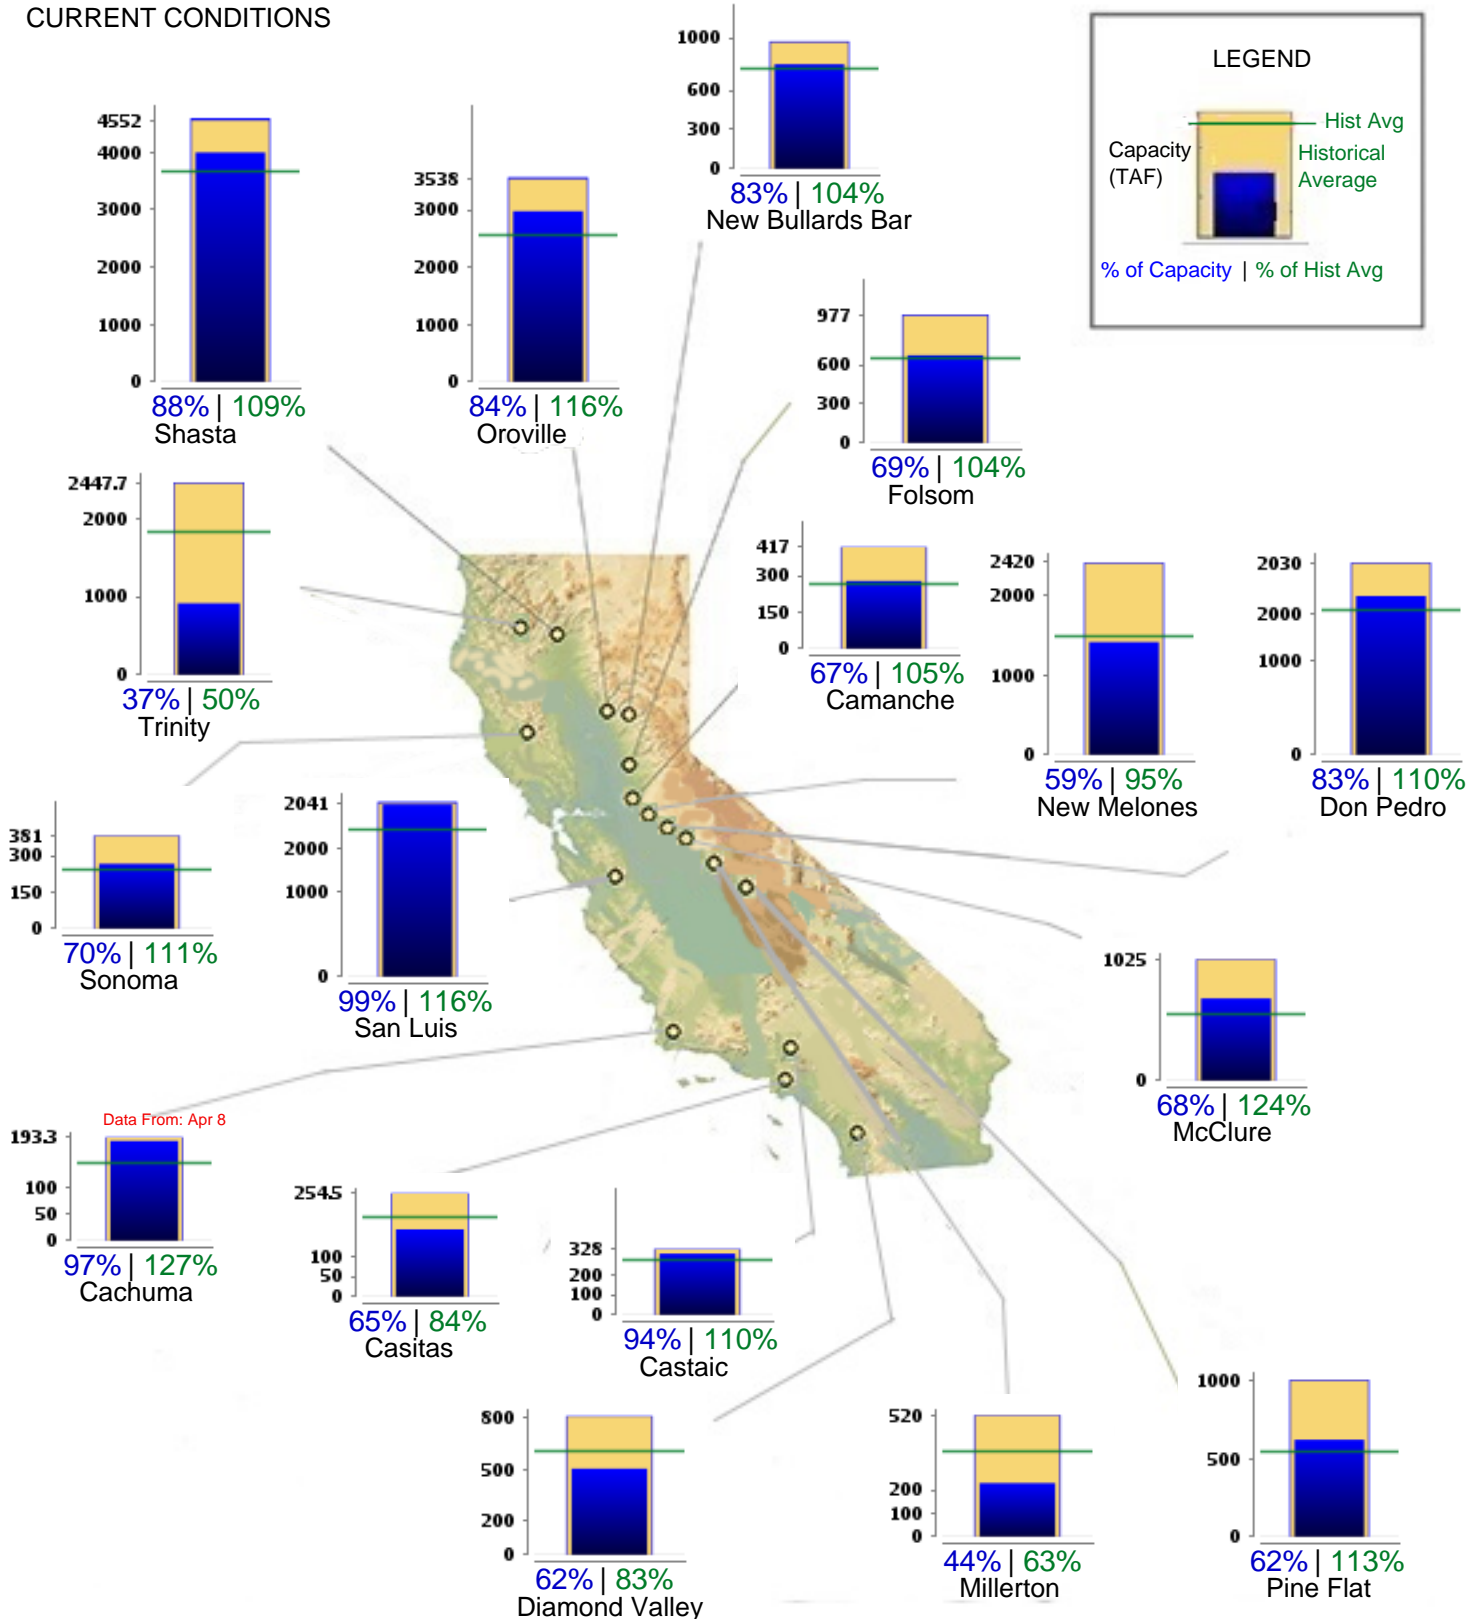 CURRENT CONDITIONS
1000
600
300
0
83% | 104%
New Bullards Bar
LEGEND
Hist Avg
Capacity
(TAF)
Historical
Average
% of Capacity | % of Hist Avg
4552
4000
3000
2000
1000
0
88% | 109%
Shasta
3538
3000
2000
1000
0
84% | 116%
Oroville
977
600
300
0
69% | 104%
Folsom
2447.7
2000
1000
0
37% | 50%
Trinity
417
300
150
0
67% | 105%
Camanche
2420
2000
1000
0
59% | 95%
New Melones
2030
2000
1000
0
83% | 110%
Don Pedro
381
300
150
0
70% | 111%
Sonoma
2041
2000
1000
0
99% | 116%
San Luis
1025
0
68% | 124%
McClure
Data From: Apr 8
193.3
100
50
0
97% | 127%
Cachuma
254.5
100
50
0
65% | 84%
Casitas
328
200
100
0
94% | 110%
Castaic
800
500
200
0
62% | 83%
Diamond Valley
520
200
100
0
44% | 63%
Millerton
1000
500
0
62% | 113%
Pine Flat